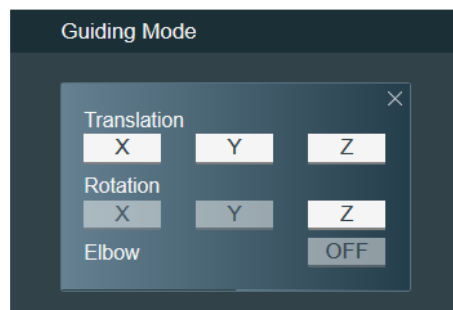 Guiding Mode
Translation
X Y Z
Rotation
X Y Z
Elbow OFF